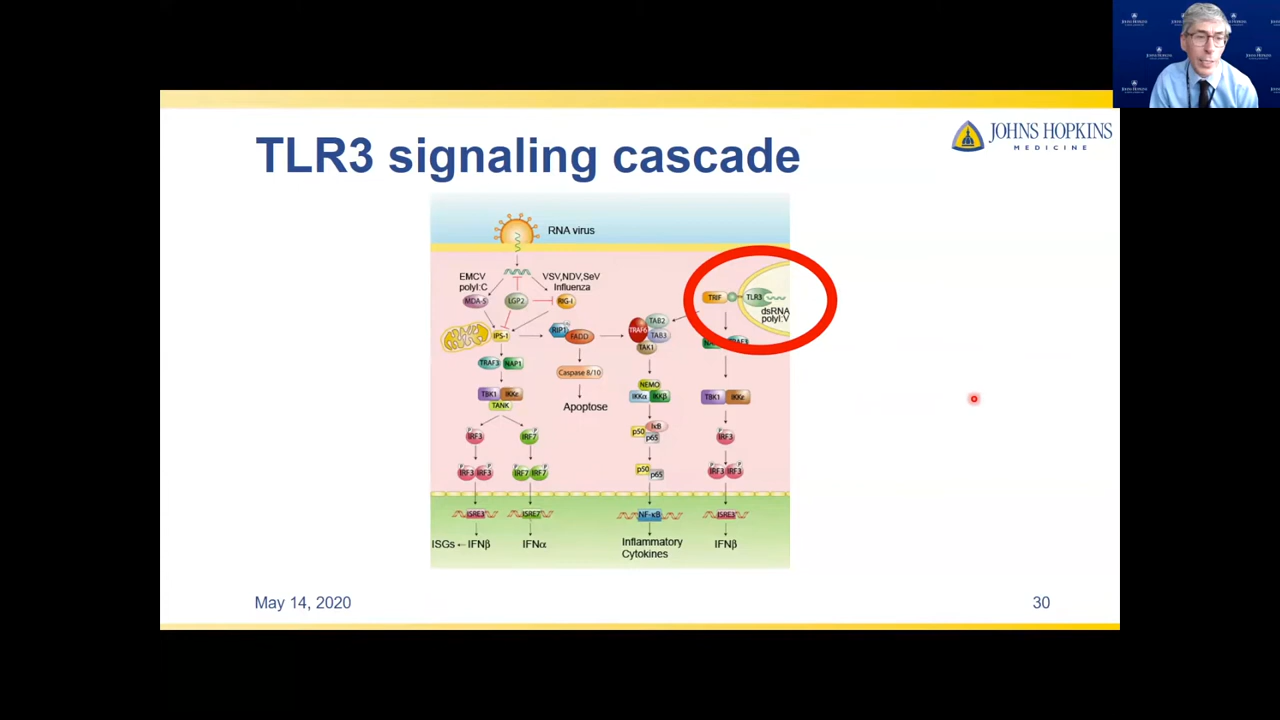 TLR3 signaling cascade
JOHNS HOPKINS
MEDICINE
RNA virus
EMCV
polyI:C
VSV,NDV,SeV
Influenza
MDA-5
LGP2
RIG-I
TRIF
TLR3
dsRNA
polyI:V
IPS-1
RIP1
FADD
TRAF6
TAB2
TAB3
TAK1
TRAF3
NAP1
Caspase 8/10
Apoptose
TBK1
IKKε
TANK
NEMO
IKKα
IKKβ
TBK1
IKKε
P
IRF3
P
IRF7
p50
IκB
p65
P
IRF3
P
P
IRF3
IRF3
P
P
IRF7
IRF7
p50
p65
P
P
IRF3
IRF3
ISRE3
ISRE7
NF-κB
ISRE3
ISGs
IFNβ
IFNα
Inflammatory
Cytokines
IFNβ
May 14, 2020
30